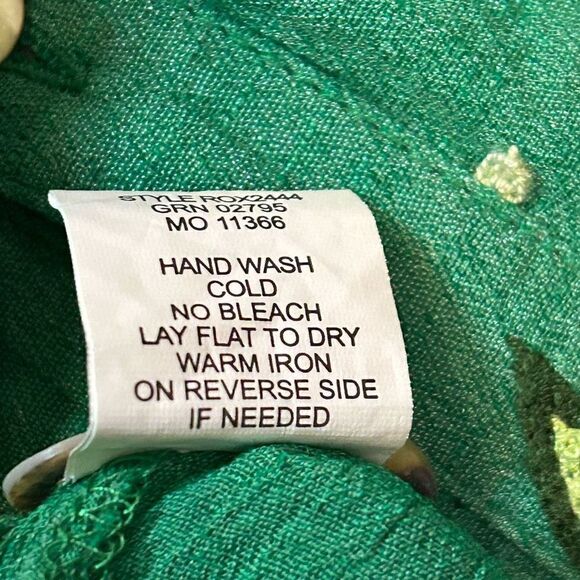 STYLE ROX2444
GRN 02795
MO 11366
HAND WASH
COLD
NO BLEACH
LAY FLAT TO DRY
WARM IRON
ON REVERSE SIDE
IF NEEDED